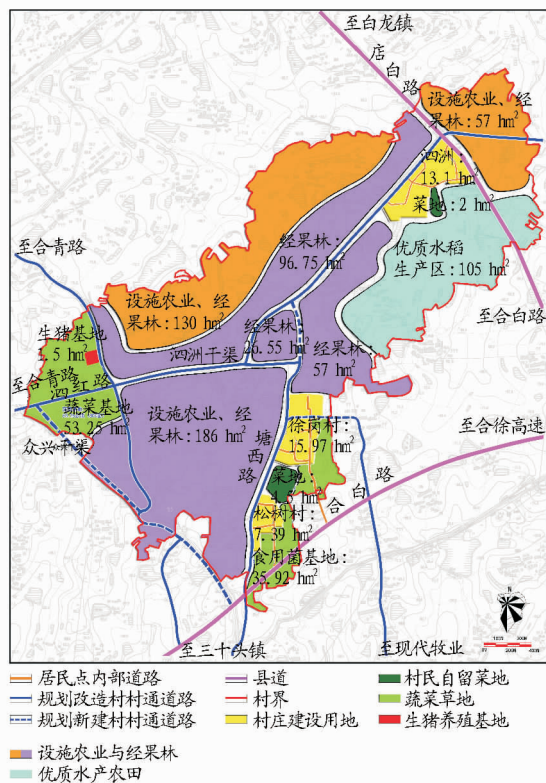 至白龙镇
店白路
设施农业、经
果林:57 hm²
泗洲:
13.1 hm²
菜地:2 hm²
经果林:
96.75 hm²
优质水稻
生产区:105 hm²
至合青路
设施农业、经
果林:130 hm²
至合白路
生猪基地
经果林
泗洲干渠
26.55 hm²
经果林:
57 hm²
至合青路
泗红路
蔬菜基地
53.25 hm²
设施农业、经
果林:186 hm²
众兴干渠
塘西路
徐岗村:
15.97 hm²
至合徐高速
菜地:
合白路
松树村:
7.39 hm²
食用菌基地:
35.92 hm²
至三十头镇
至现代牧业
N
居民点内部道路
县道
村民自留菜地
规划改造村村通道路
村界
蔬菜草地
规划新建村村通道路
村庄建设用地
生猪养殖基地
设施农业与经果林
优质水产农田